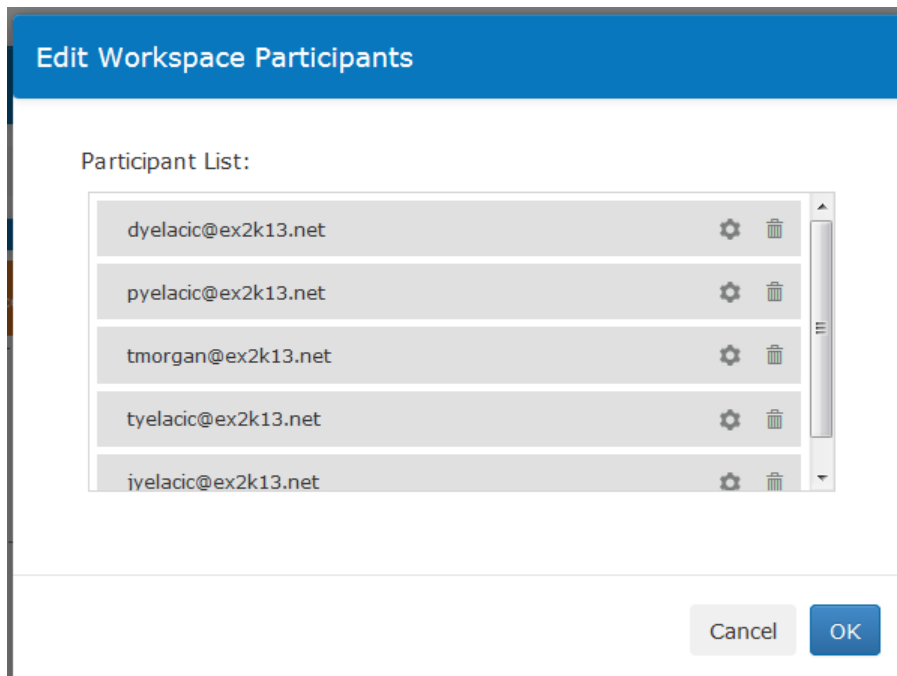 Edit Workspace Participants
Participant List:
dyelacic@ex2k13.net
pyelacic@ex2k13.net
tmorgan@ex2k13.net
tyelacic@ex2k13.net
jyelacic@ex2k13.net
Cancel OK